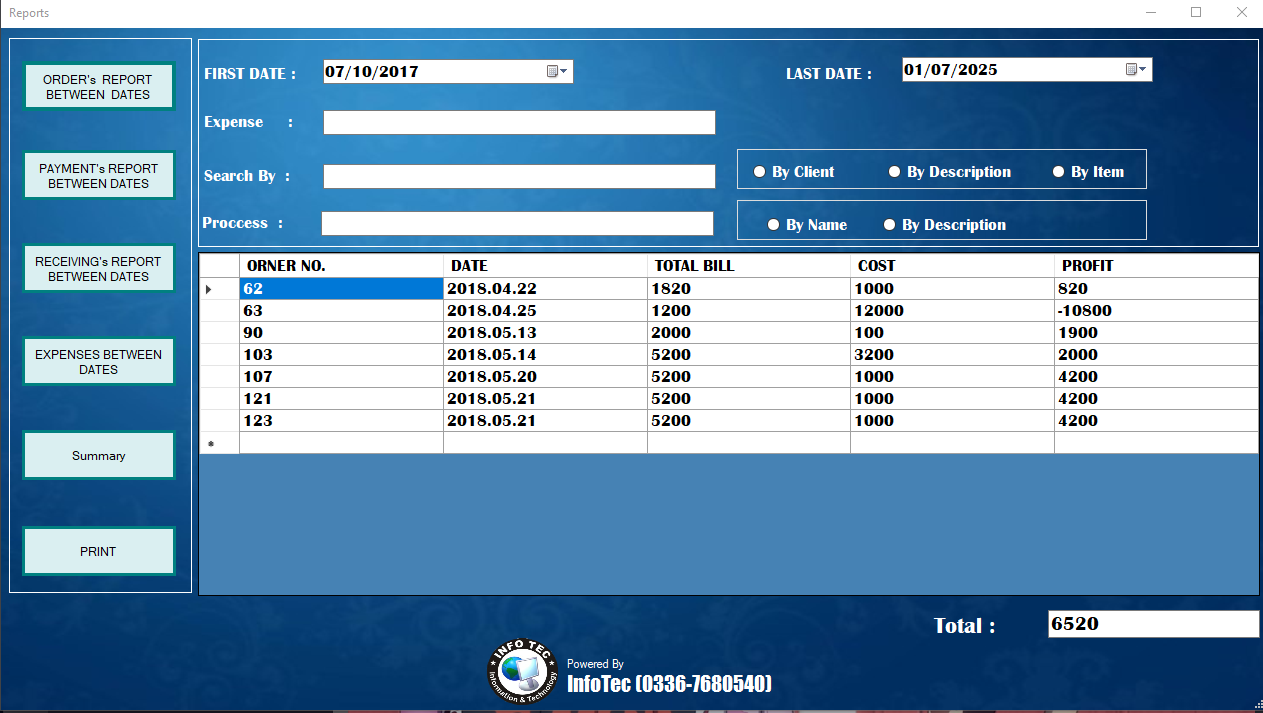 Reports
ORDER's REPORT
BETWEEN DATES
PAYMENT's REPORT
BETWEEN DATES
RECEIVING's REPORT
BETWEEN DATES
EXPENSES BETWEEN
DATES
Summary
PRINT
FIRST DATE : 07/10/2017 LAST DATE : 01/07/2025
Expense :
Search By : By Client By Description By Item
Proccess : By Name By Description
ORNER NO. DATE TOTAL BILL COST PROFIT
62 2018.04.22 1820 1000 820
63 2018.04.25 1200 12000 -10800
90 2018.05.13 2000 100 1900
103 2018.05.14 5200 3200 2000
107 2018.05.20 5200 1000 4200
121 2018.05.21 5200 1000 4200
123 2018.05.21 5200 1000 4200
*
Total : 6520
INFO TEC
Information & Technology
Powered By
InfoTec (0336-7680540)